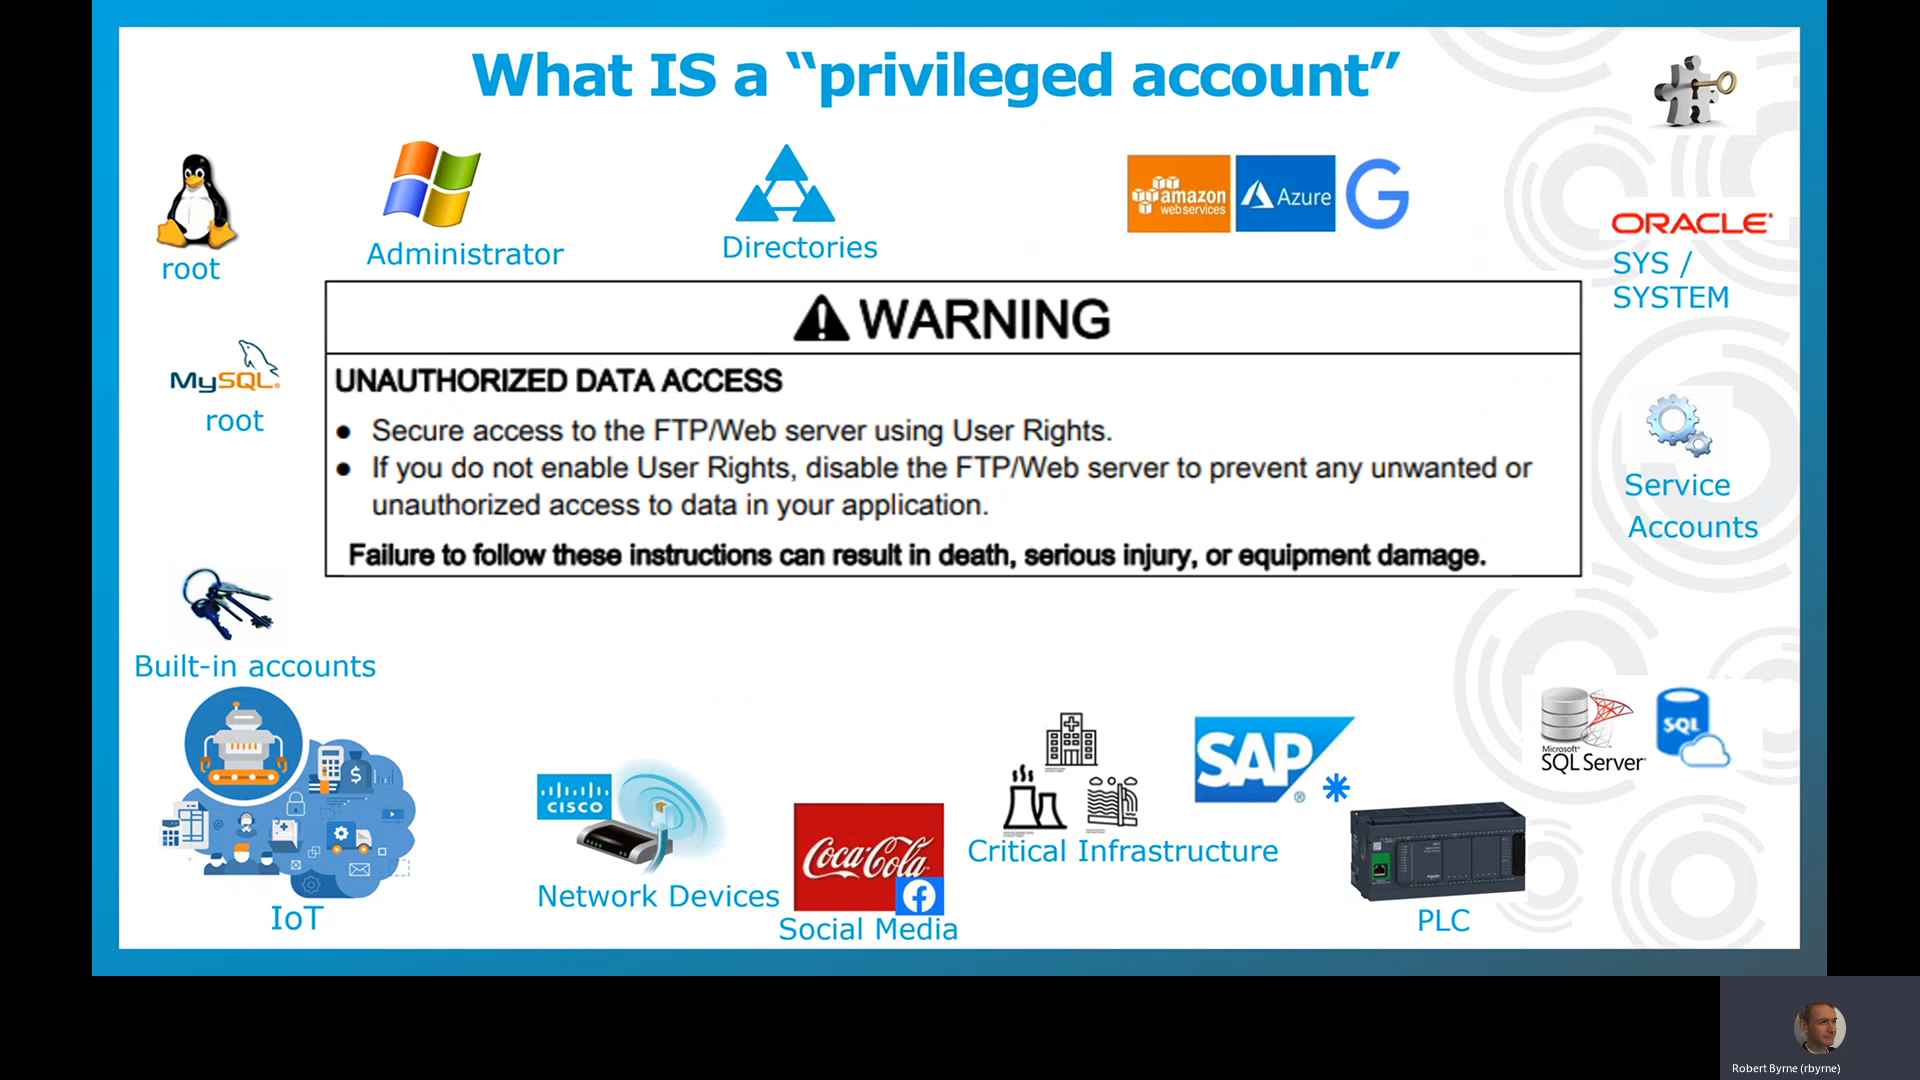 What IS a “privileged account”
root
Administrator
Directories
amazon
webservices
Azure
G
ORACLE
SYS /
SYSTEM
WARNING
UNAUTHORIZED DATA ACCESS
● Secure access to the FTP/Web server using User Rights.
● If you do not enable User Rights, disable the FTP/Web server to prevent any unwanted or
unauthorized access to data in your application.
Failure to follow these instructions can result in death, serious injury, or equipment damage.
MySQL
root
Service
Accounts
Built-in accounts
IoT
CISCO
Network Devices
Coca-Cola
Social Media
Critical Infrastructure
SAP®
Microsoft®
SQL Server
SQL
PLC
Robert Byrne (rbyrne)